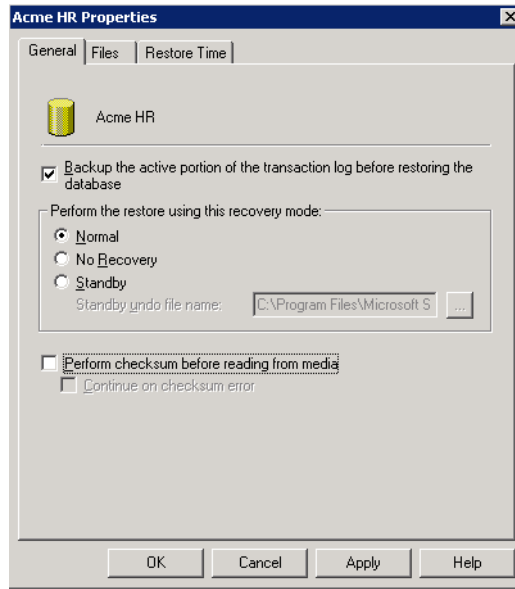 Acme HR Properties
General Files Restore Time
Acme HR
Backup the active portion of the transaction log before restoring the
database
Perform the restore using this recovery mode:
Normal
No Recovery
Standby
Standby undo file name: C:\Program Files\Microsoft S ...
Perform checksum before reading from media
Continue on checksum error
OK Cancel Apply Help